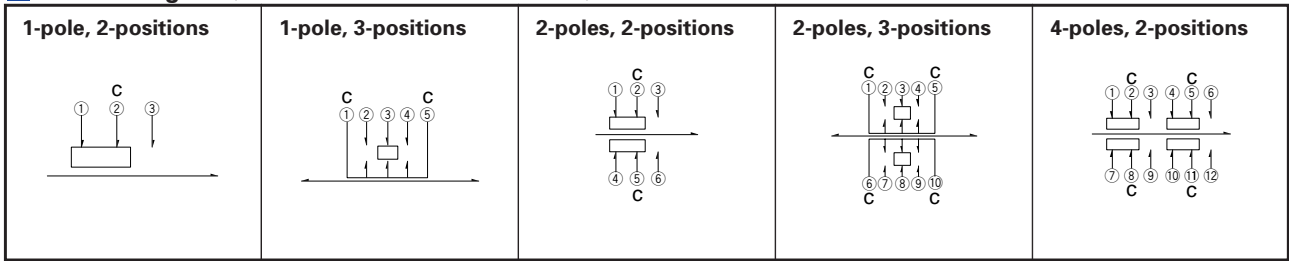 1-pole, 2-positions
C
① ② ③
1-pole, 3-positions
C C
① ② ③ ④ ⑤
2-poles, 2-positions
C
① ② ③
④ ⑤ ⑥
C
2-poles, 3-positions
C C
① ② ③ ④ ⑤
⑥ ⑦ ⑧ ⑨ ⑩
C C
4-poles, 2-positions
C C
① ② ③ ④ ⑤ ⑥
⑦ ⑧ ⑨ ⑩ ⑪ ⑫
C C